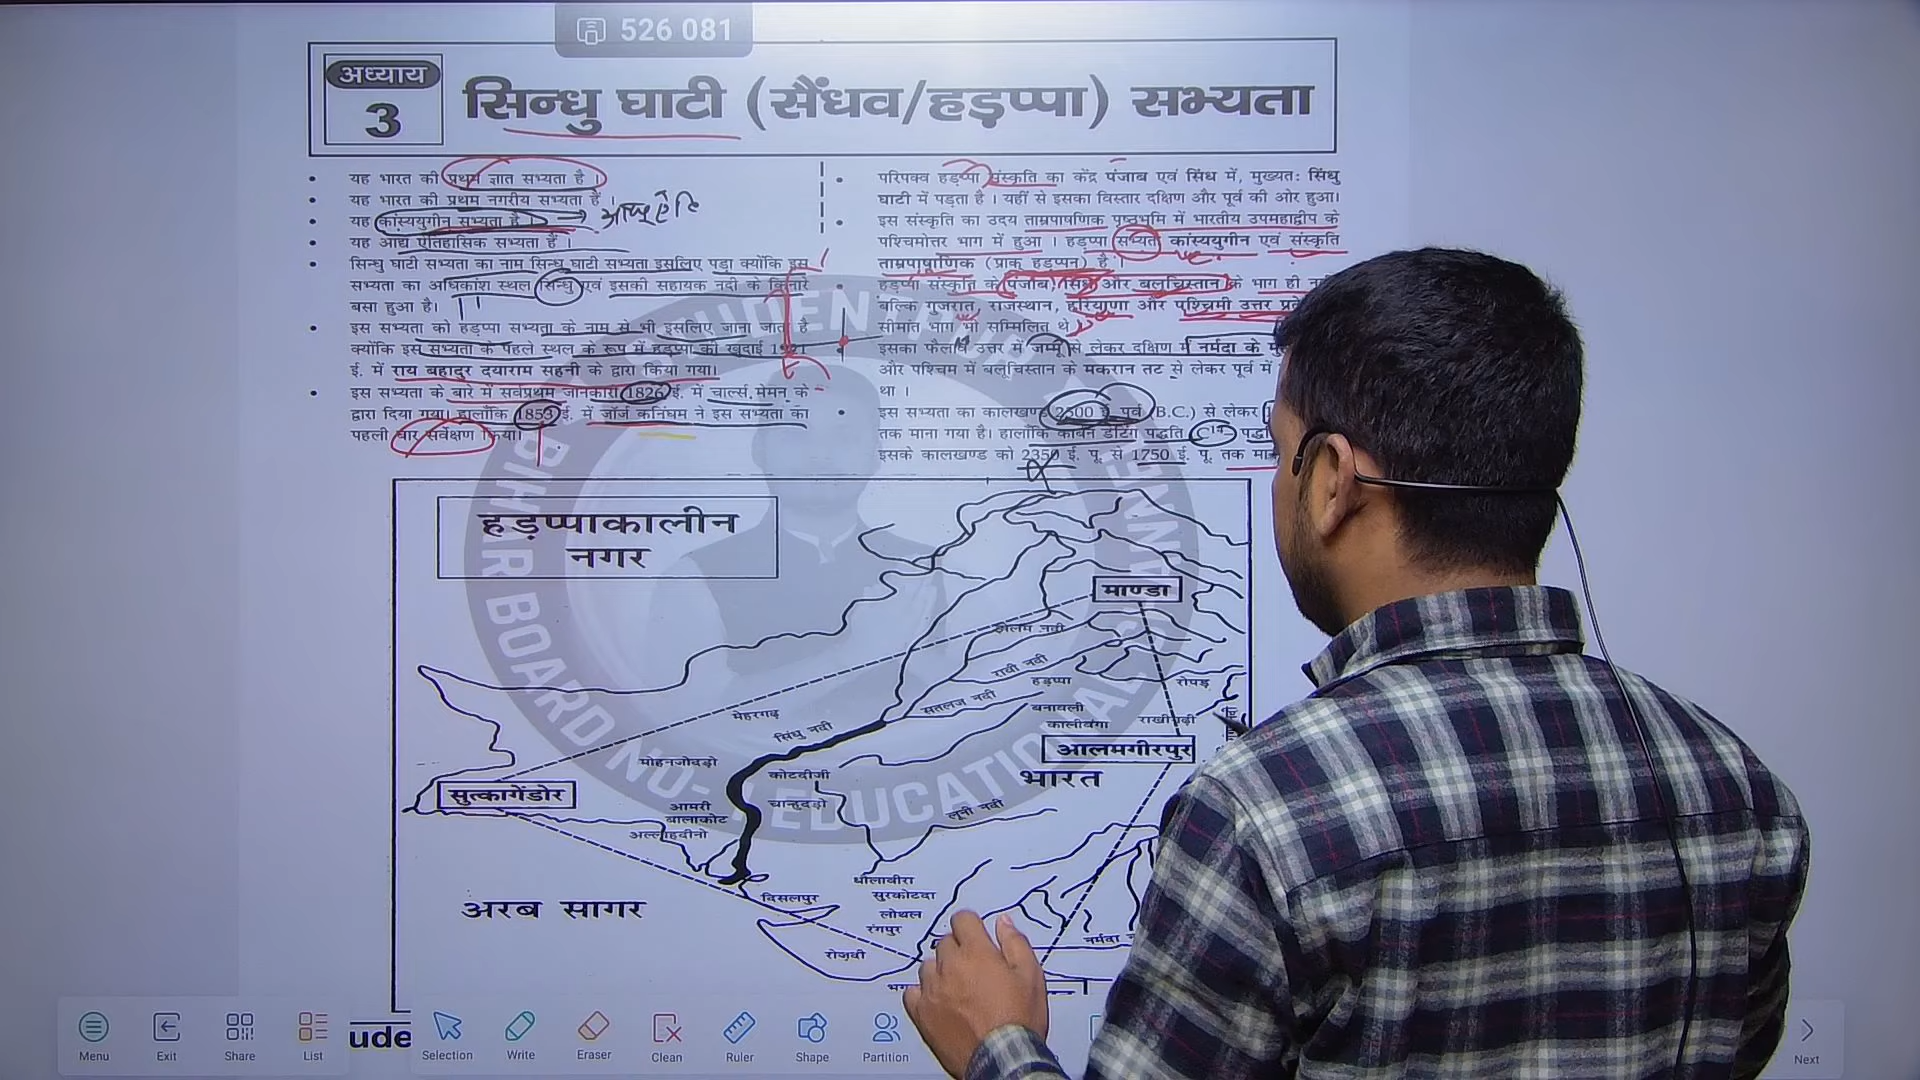 526 081
अध्याय
3
सिन्धु घाटी (सैंधव/हड़प्पा) सभ्यता
• यह भारत की प्रथम ज्ञात सभ्यता है ।
• यह भारत की प्रथम नगरीय सभ्यता हैं ।
• यह कांस्ययुगीन सभ्यता है ।
• यह आद्य ऐतिहासिक सभ्यता हैं ।
• सिन्धु घाटी सभ्यता का नाम सिन्धु घाटी सभ्यता इसलिए पड़ा क्योंकि इस
सभ्यता का अधिकांश स्थल सिन्धु एवं इसकी सहायक नदी के किनारे
बसा हुआ है।
• इस सभ्यता को हड़प्पा सभ्यता के नाम से भी इसलिए जाना जाता है
क्योंकि इस सभ्यता के पहले स्थल के रूप में हड़प्पा की खुदाई 1921
ई. में राय बहादुर दयाराम साहनी के द्वारा किया गया।
• इस सभ्यता के बारे में सर्वप्रथम जानकारी 1826 ई. में चार्ल्स मेमन के
द्वारा दिया गया। हालाँकि 1853 ई. में जॉर्ज कनिंघम ने इस सभ्यता का
पहली बार सर्वेक्षण किया।
• परिपक्व हड़प्पा संस्कृति का केंद्र पंजाब एवं सिंध में, मुख्यत: सिंधु
घाटी में पड़ता है । यहीं से इसका विस्तार दक्षिण और पूर्व की ओर हुआ।
• इस संस्कृति का उदय ताम्रपाषणिक पृष्ठभूमि में भारतीय उपमहाद्वीप के
पश्चिमोत्तर भाग में हुआ । हड़प्पा सभ्यता कांस्ययुगीन एवं संस्कृति
ताम्रपाषाणिक (प्राक् हड़प्पन) है ।
• हड़प्पा संस्कृति के पंजाब, सिंध और बलूचिस्तान के भाग ही
बल्कि गुजरात, राजस्थान, हरियाणा और पश्चिमी उत्तर
सीमांत भाग भी सम्मिलित थे
• इसका फैलाव उत्तर में जम्मू से लेकर दक्षिण में नर्मदा के
और पश्चिम में बलूचिस्तान के मकरान तट से लेकर पूर्व में
था ।
• इस सभ्यता का कालखण्ड 2500 ई. पूर्व (B.C.) से लेकर
तक माना गया है। हालाँकि कार्बन डेटिंग पद्धति C14
इसके कालखण्ड को 2350 ई. पू. से 1750 ई. पू. तक
हड़प्पाकालीन
नगर
माण्डा
झेलम नदी
रावी नदी
हड़प्पा
रोपड़
सतलज नदी
बनावली
मेहरगढ़
कालीबंगा
राखीगढ़ी
सिंधु नदी
आलमगीरपुर
मोहनजोदड़ो
कोटदीजी
भारत
सुत्कागेंडोर
आमरी
चान्हुदड़ो
बालाकोट
लूनी नदी
अल्लाहदीनो
धौलावीरा
दिसलपुर
सुरकोटदा
अरब सागर
लोथल
रंगपुर
नर्मदा
रोजदी
Menu
Exit
Share
List
ude
Selection
Write
Eraser
Clean
Ruler
Shape
Partition
Next